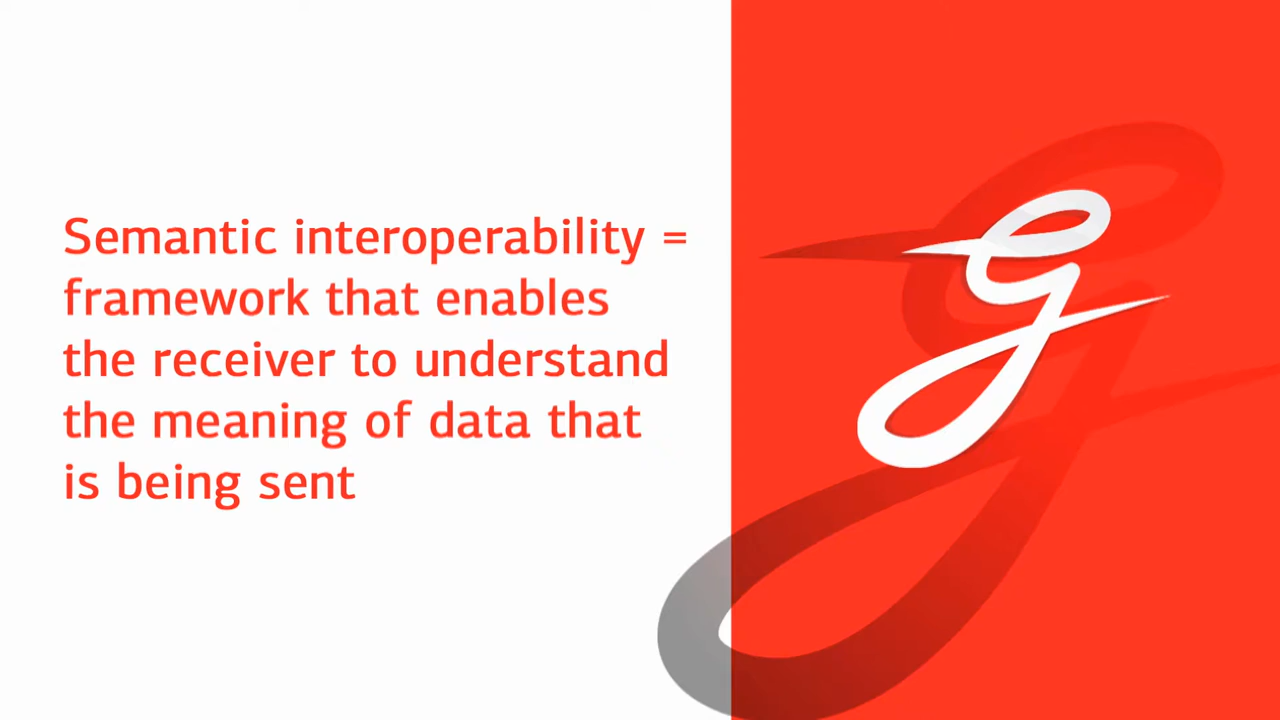 Semantic interoperability =
framework that enables
the receiver to understand
the meaning of data that
is being sent